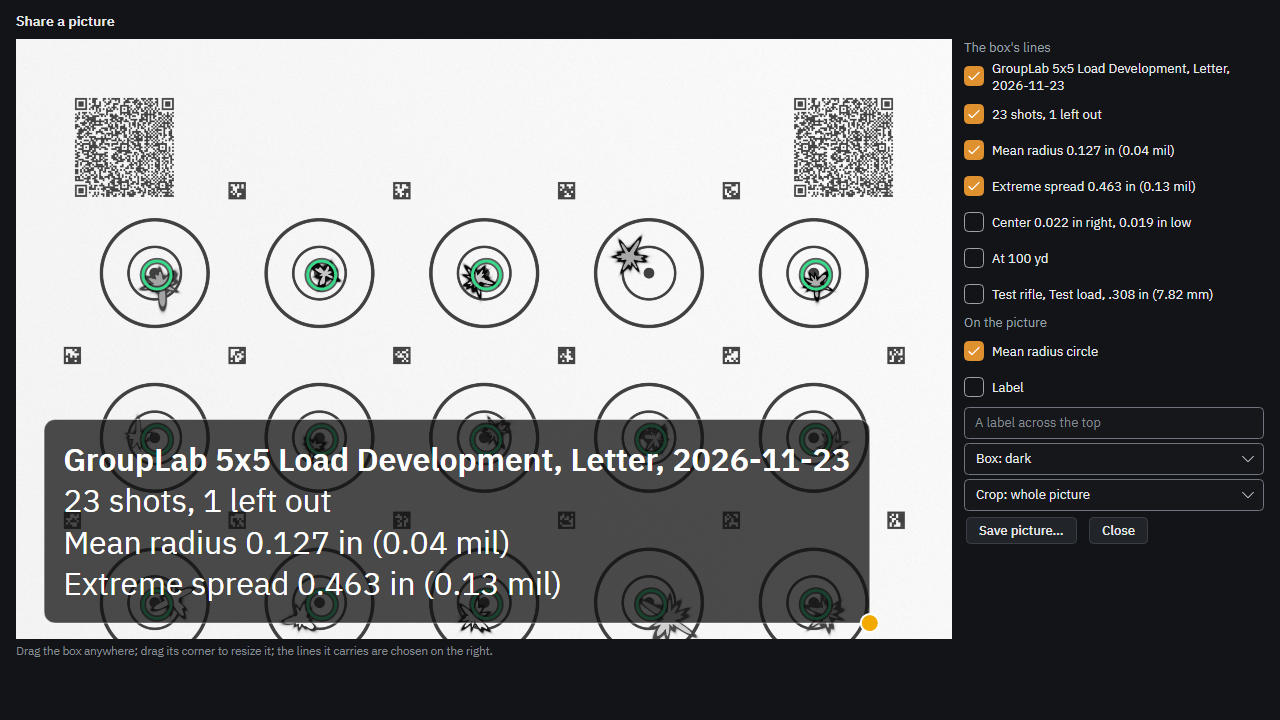 Share a picture
The box's lines
GroupLab 5x5 Load Development, Letter,
2026-11-23
23 shots, 1 left out
Mean radius 0.127 in (0.04 mil)
Extreme spread 0.463 in (0.13 mil)
Center 0.022 in right, 0.019 in low
At 100 yd
Test rifle, Test load, .308 in (7.82 mm)
On the picture
Mean radius circle
Label
A label across the top
Box: dark
Crop: whole picture
Save picture...
Close
GroupLab 5x5 Load Development, Letter, 2026-11-23
23 shots, 1 left out
Mean radius 0.127 in (0.04 mil)
Extreme spread 0.463 in (0.13 mil)
Drag the box anywhere; drag its corner to resize it; the lines it carries are chosen on the right.